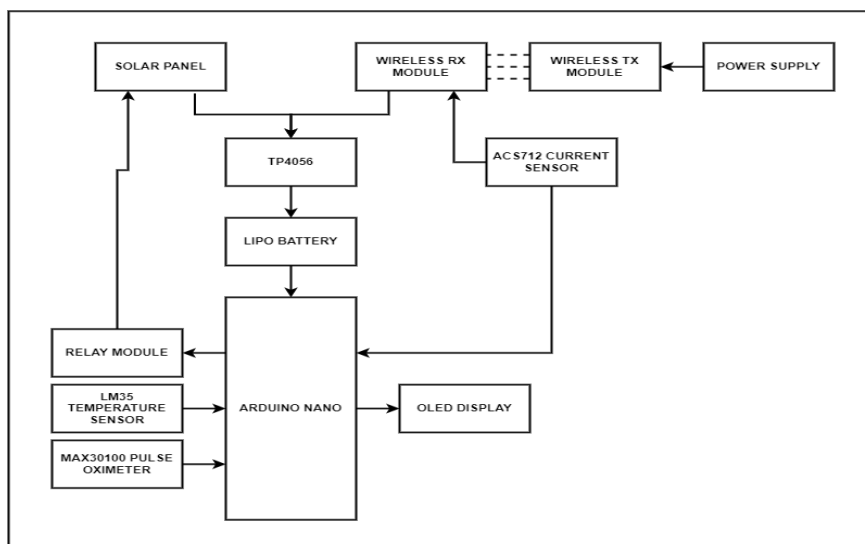 SOLAR PANEL
WIRELESS RX
MODULE
WIRELESS TX
MODULE
POWER SUPPLY
TP4056
ACS712 CURRENT
SENSOR
LIPO BATTERY
RELAY MODULE
LM35
TEMPERATURE
SENSOR
ARDUINO NANO
OLED DISPLAY
MAX30100 PULSE
OXIMETER